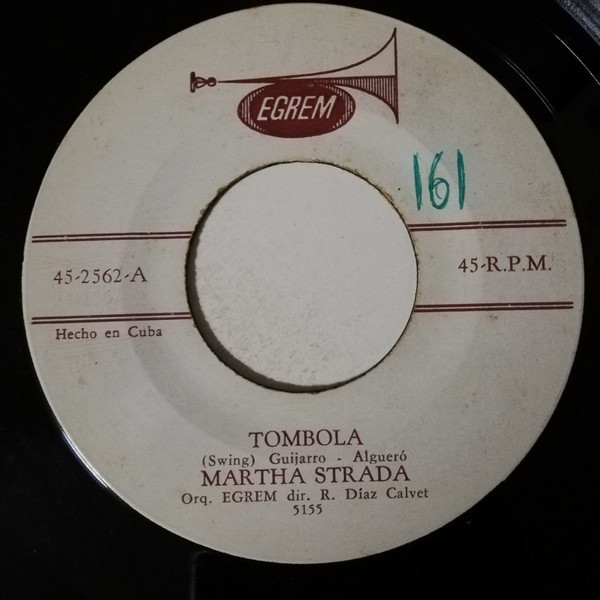 EGREM
161
45-2562-A
45-R.P.M.
Hecho en Cuba
TOMBOLA
(Swing) Guijarro - Algueró
MARTHA STRADA
Orq. EGREM dir. R. Díaz Calvet
5155